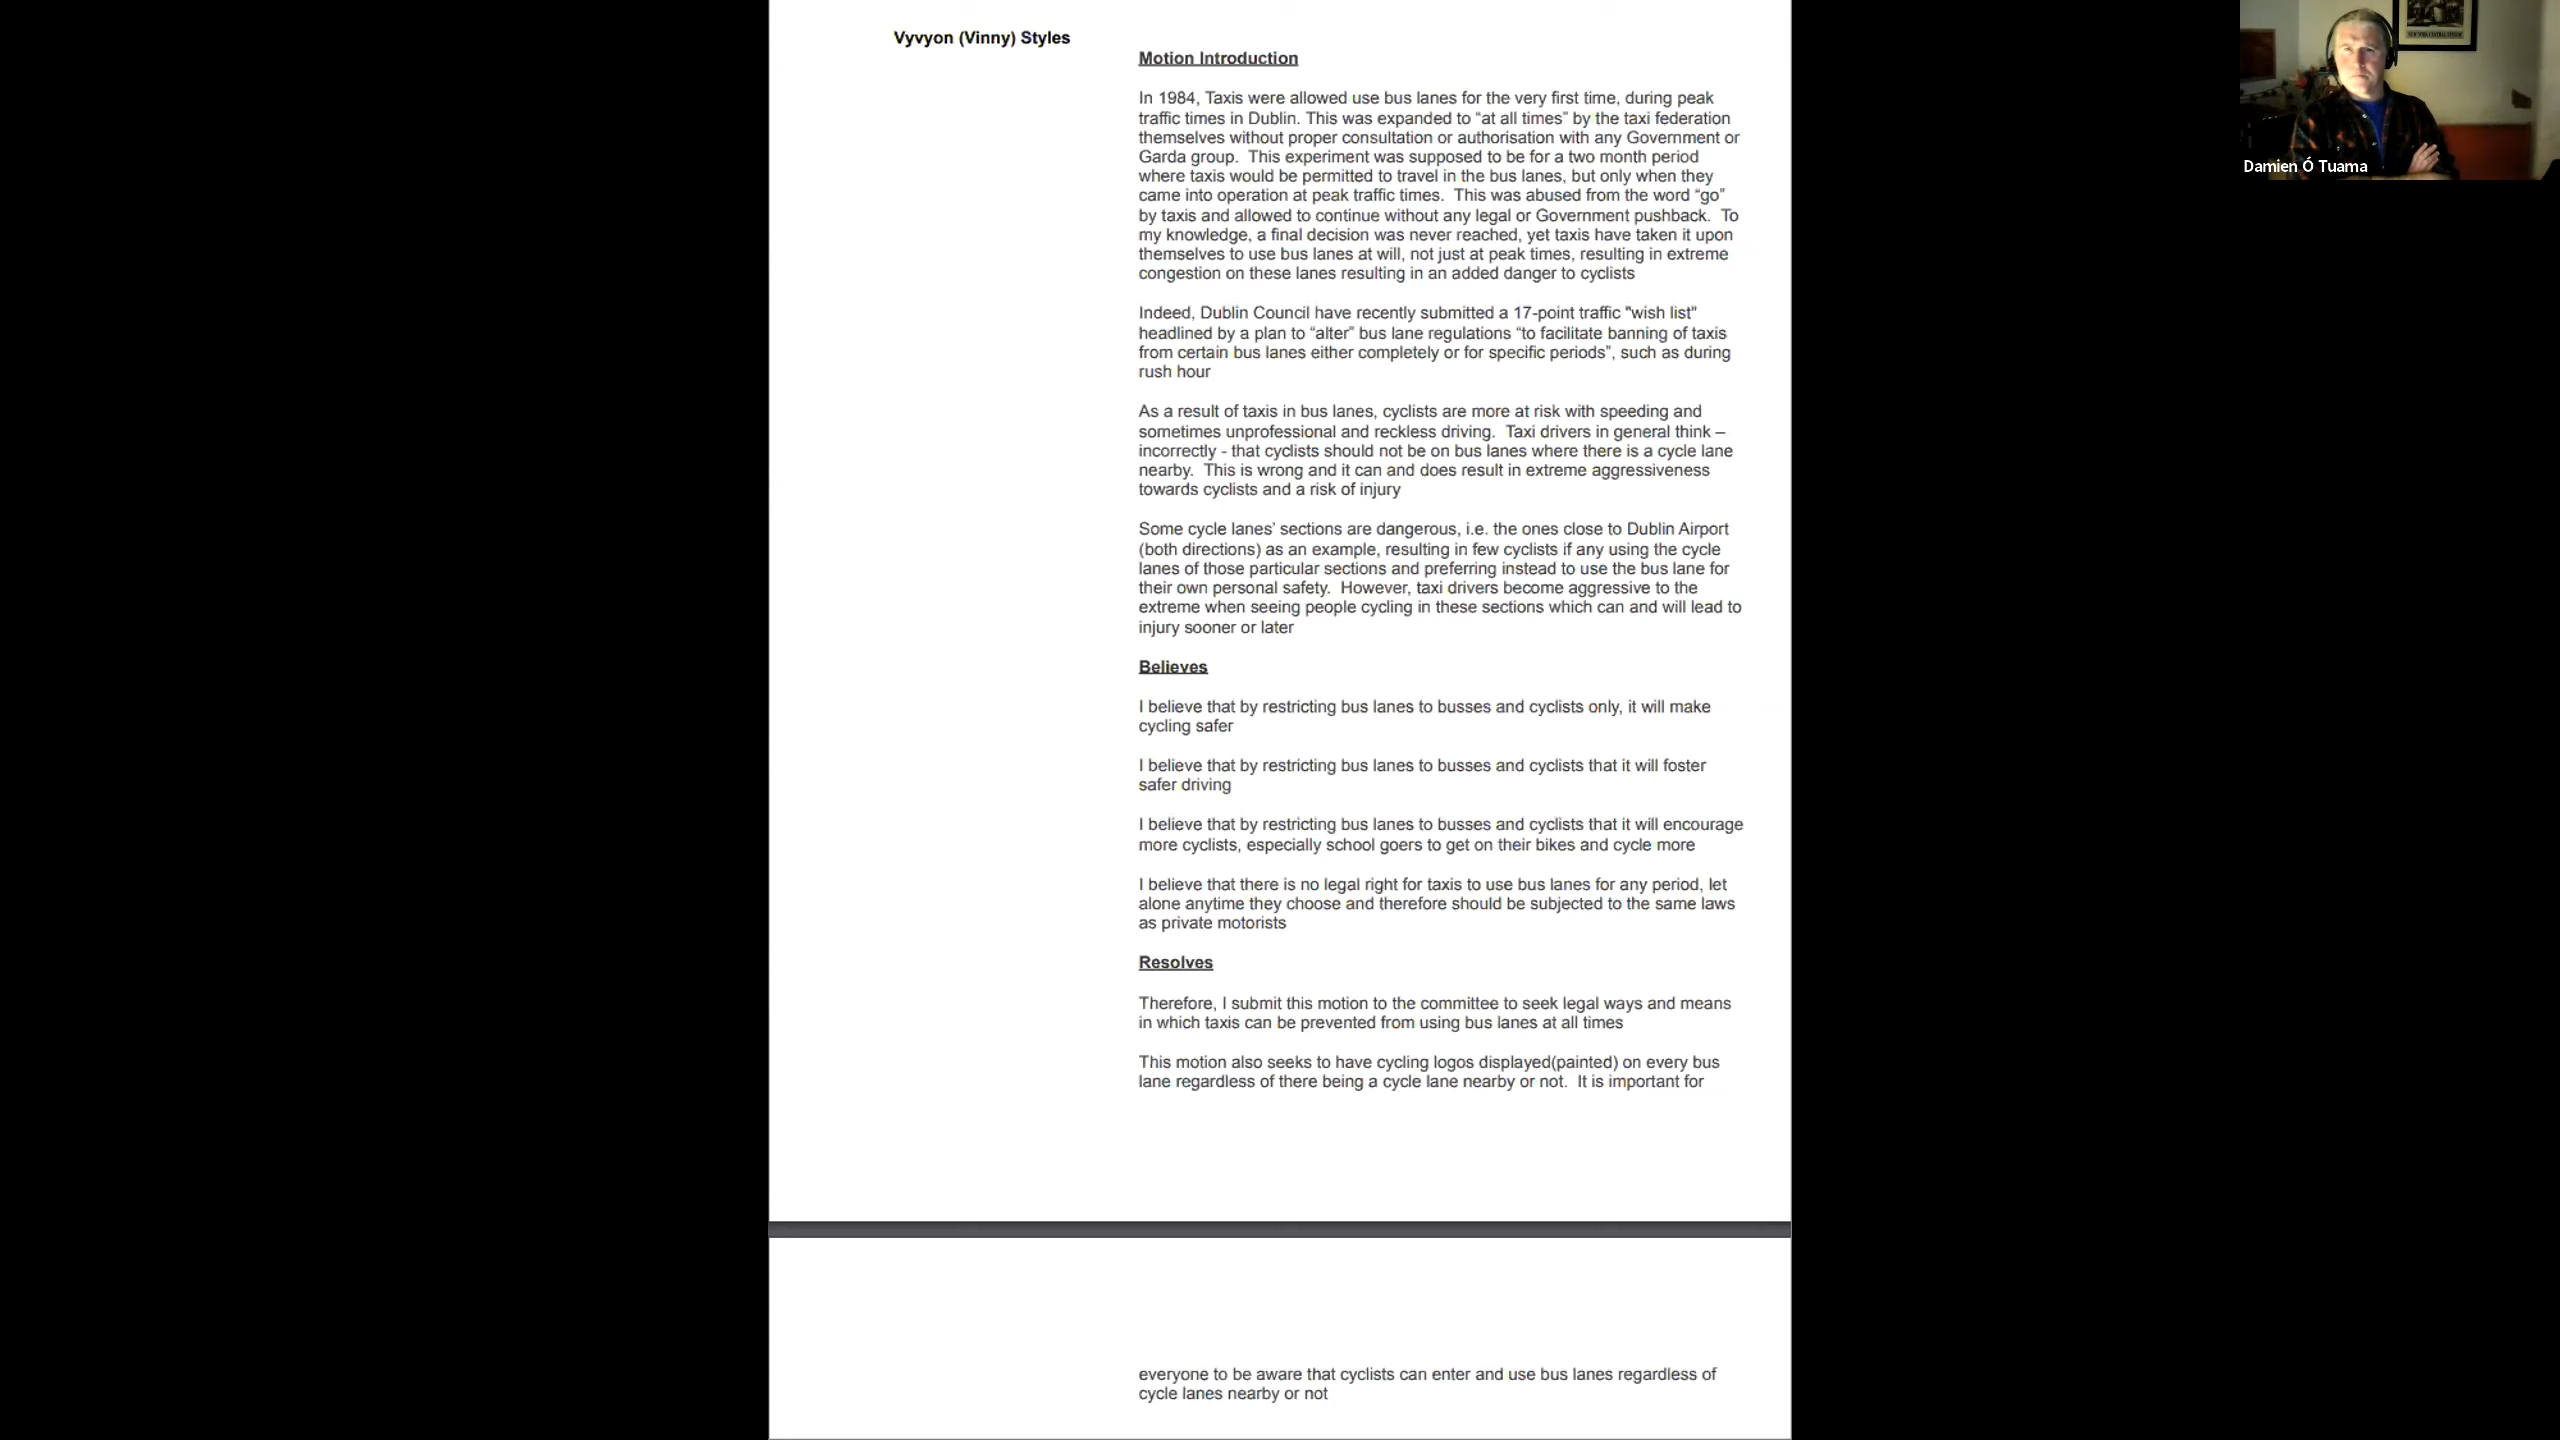 Vyvyon (Vinny) Styles
Motion Introduction
In 1984, Taxis were allowed use bus lanes for the very first time, during peak
traffic times in Dublin. This was expanded to “at all times” by the taxi federation
themselves without proper consultation or authorisation with any Government or
Garda group.  This experiment was supposed to be for a two month period
where taxis would be permitted to travel in the bus lanes, but only when they
came into operation at peak traffic times.  This was abused from the word “go”
by taxis and allowed to continue without any legal or Government pushback.  To
my knowledge, a final decision was never reached, yet taxis have taken it upon
themselves to use bus lanes at will, not just at peak times, resulting in extreme
congestion on these lanes resulting in an added danger to cyclists
Indeed, Dublin Council have recently submitted a 17-point traffic "wish list"
headlined by a plan to “alter” bus lane regulations “to facilitate banning of taxis
from certain bus lanes either completely or for specific periods”, such as during
rush hour
As a result of taxis in bus lanes, cyclists are more at risk with speeding and
sometimes unprofessional and reckless driving.  Taxi drivers in general think –
incorrectly - that cyclists should not be on bus lanes where there is a cycle lane
nearby.  This is wrong and it can and does result in extreme aggressiveness
towards cyclists and a risk of injury
Some cycle lanes’ sections are dangerous, i.e. the ones close to Dublin Airport
(both directions) as an example, resulting in few cyclists if any using the cycle
lanes of those particular sections and preferring instead to use the bus lane for
their own personal safety.  However, taxi drivers become aggressive to the
extreme when seeing people cycling in these sections which can and will lead to
injury sooner or later
Believes
I believe that by restricting bus lanes to busses and cyclists only, it will make
cycling safer
I believe that by restricting bus lanes to busses and cyclists that it will foster
safer driving
I believe that by restricting bus lanes to busses and cyclists that it will encourage
more cyclists, especially school goers to get on their bikes and cycle more
I believe that there is no legal right for taxis to use bus lanes for any period, let
alone anytime they choose and therefore should be subjected to the same laws
as private motorists
Resolves
Therefore, I submit this motion to the committee to seek legal ways and means
in which taxis can be prevented from using bus lanes at all times
This motion also seeks to have cycling logos displayed(painted) on every bus
lane regardless of there being a cycle lane nearby or not.  It is important for
everyone to be aware that cyclists can enter and use bus lanes regardless of
cycle lanes nearby or not
Damien Ó Tuama